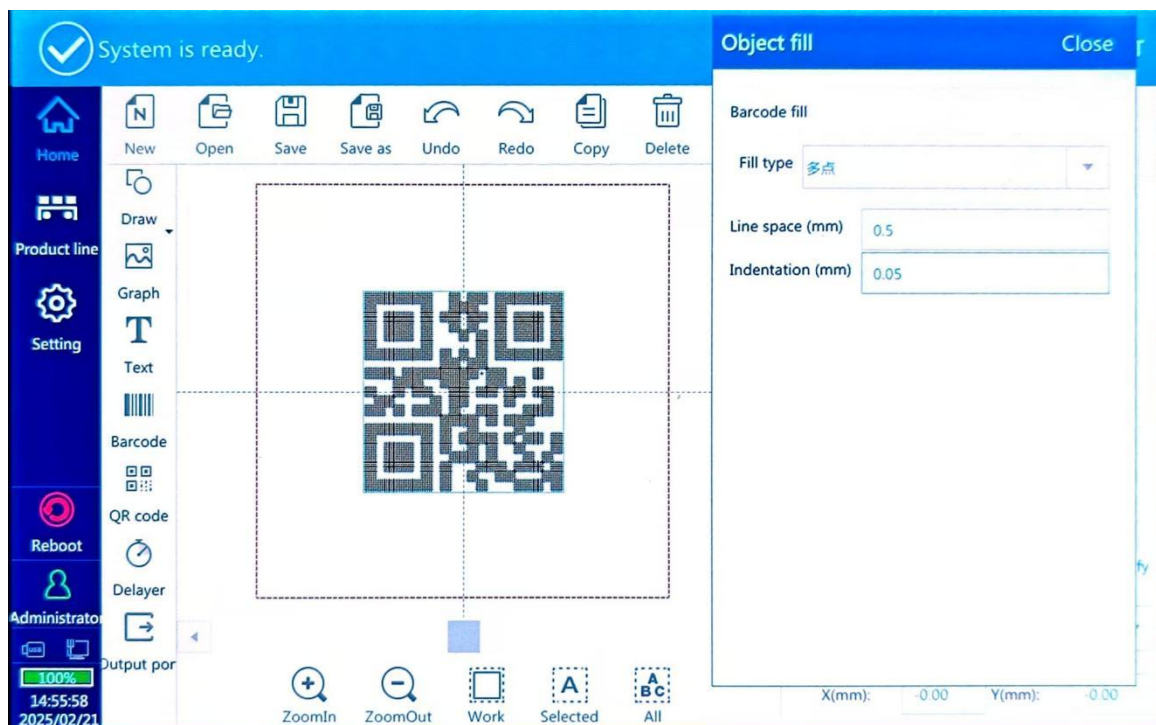 System is ready.
Object fill
Close
Home
Product line
Setting
Reboot
Administrato
USB
100%
14:55:58
2025/02/21
N
New
Open
Save
Save as
Undo
Redo
Copy
Delete
Draw
Graph
T
Text
Barcode
QR code
Delayer
Output por
Barcode fill
Fill type
多点
Line space (mm)
0.5
Indentation (mm)
0.05
ZoomIn
ZoomOut
Work
A
Selected
A
B C
All
X(mm):
-0.00
Y(mm):
-0.00
fy